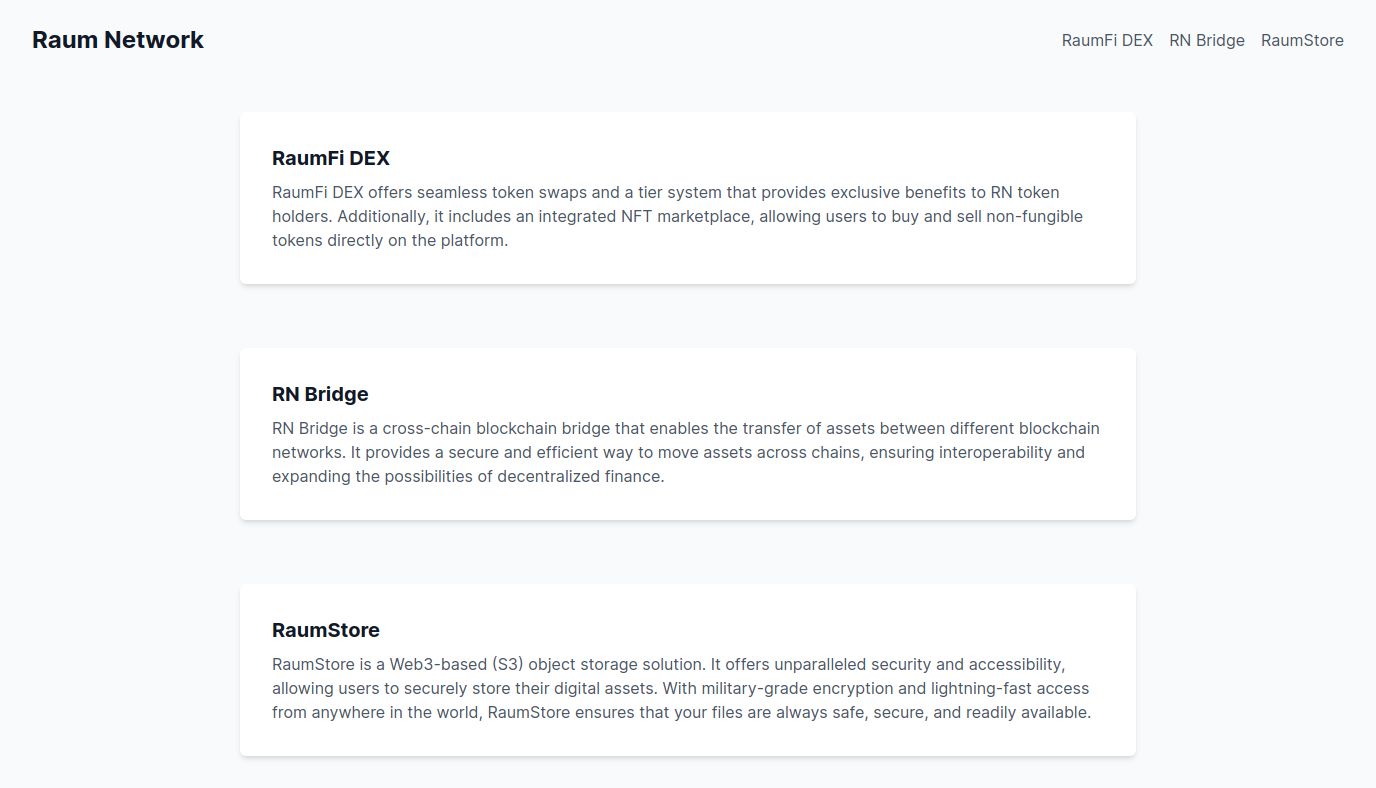 Raum Network
RaumFi DEX RN Bridge RaumStore
RaumFi DEX
RaumFi DEX offers seamless token swaps and a tier system that provides exclusive benefits to RN token
holders. Additionally, it includes an integrated NFT marketplace, allowing users to buy and sell non-fungible
tokens directly on the platform.
RN Bridge
RN Bridge is a cross-chain blockchain bridge that enables the transfer of assets between different blockchain
networks. It provides a secure and efficient way to move assets across chains, ensuring interoperability and
expanding the possibilities of decentralized finance.
RaumStore
RaumStore is a Web3-based (S3) object storage solution. It offers unparalleled security and accessibility,
allowing users to securely store their digital assets. With military-grade encryption and lightning-fast access
from anywhere in the world, RaumStore ensures that your files are always safe, secure, and readily available.